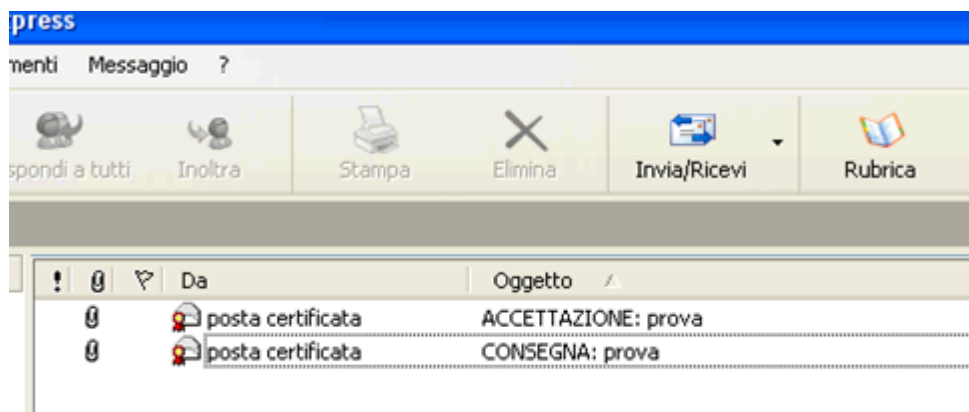 press
menti Messaggio ?
spondi a tutti Inoltra Stampa Elimina Invia/Ricevi Rubrica
! Da Oggetto
posta certificata ACCETTAZIONE: prova
posta certificata CONSEGNA: prova